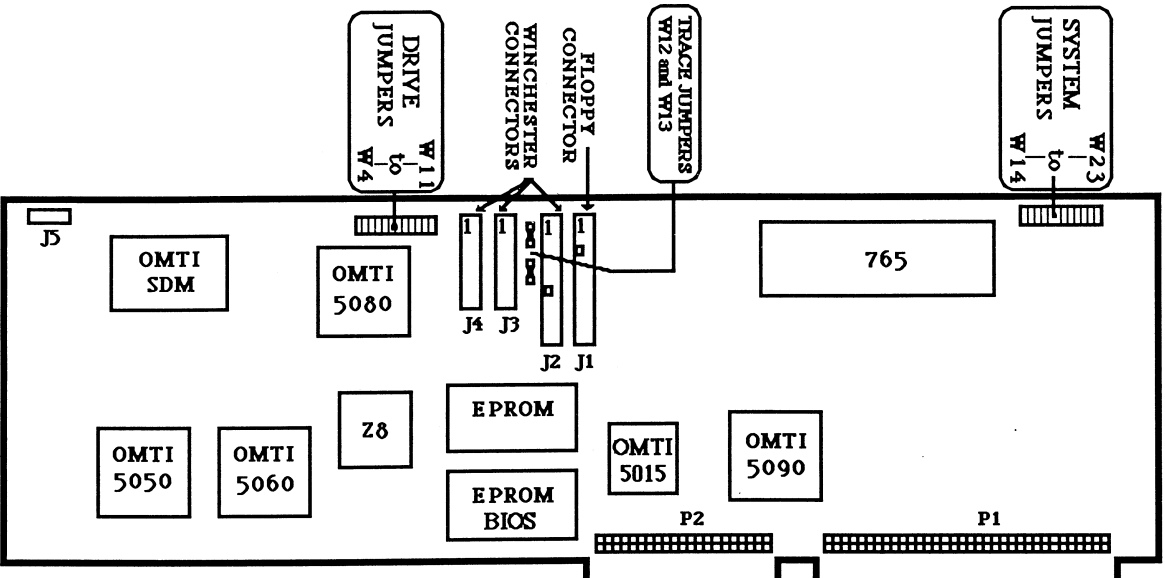 DRIVE
JUMPERS
W11
to
W4
WINCHESTER
CONNECTORS
FLOPPY
CONNECTOR
TRACE JUMPERS
W12 and W13
SYSTEM
JUMPERS
W23
to
W14
J5
OMTI
SDM
OMTI
5080
1
1
1
1
J4
J3
J2
J1
765
EPROM
Z8
OMTI
5050
OMTI
5060
EPROM
BIOS
OMTI
5015
OMTI
5090
P2
P1